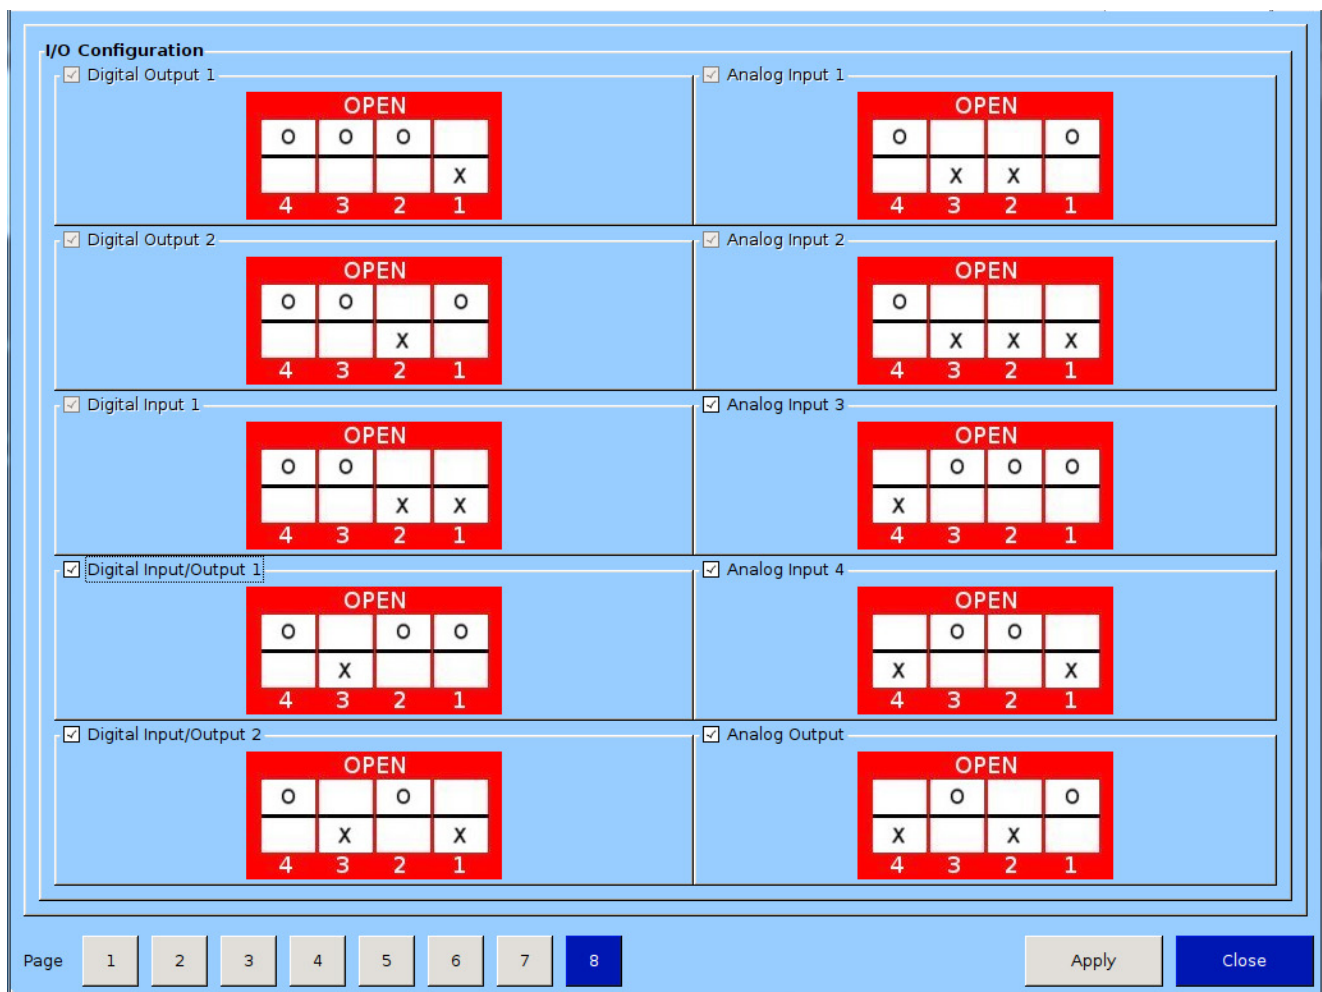 I/O Configuration
Digital Output 1
OPEN
O O O
X
4 3 2 1
Analog Input 1
OPEN
O O
X X
4 3 2 1
Digital Output 2
OPEN
O O O
X
4 3 2 1
Analog Input 2
OPEN
O
X X X
4 3 2 1
Digital Input 1
OPEN
O O
X X
4 3 2 1
Analog Input 3
OPEN
O O O
X
4 3 2 1
Digital Input/Output 1
OPEN
O O O
X
4 3 2 1
Analog Input 4
OPEN
O O
X X
4 3 2 1
Digital Input/Output 2
OPEN
O O
X X
4 3 2 1
Analog Output
OPEN
O O
X X
4 3 2 1
Page 1 2 3 4 5 6 7 8 Apply Close